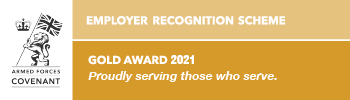 EMPLOYER RECOGNITION SCHEME
GOLD AWARD 2021
Proudly serving those who serve.
ARMED FORCES
COVENANT